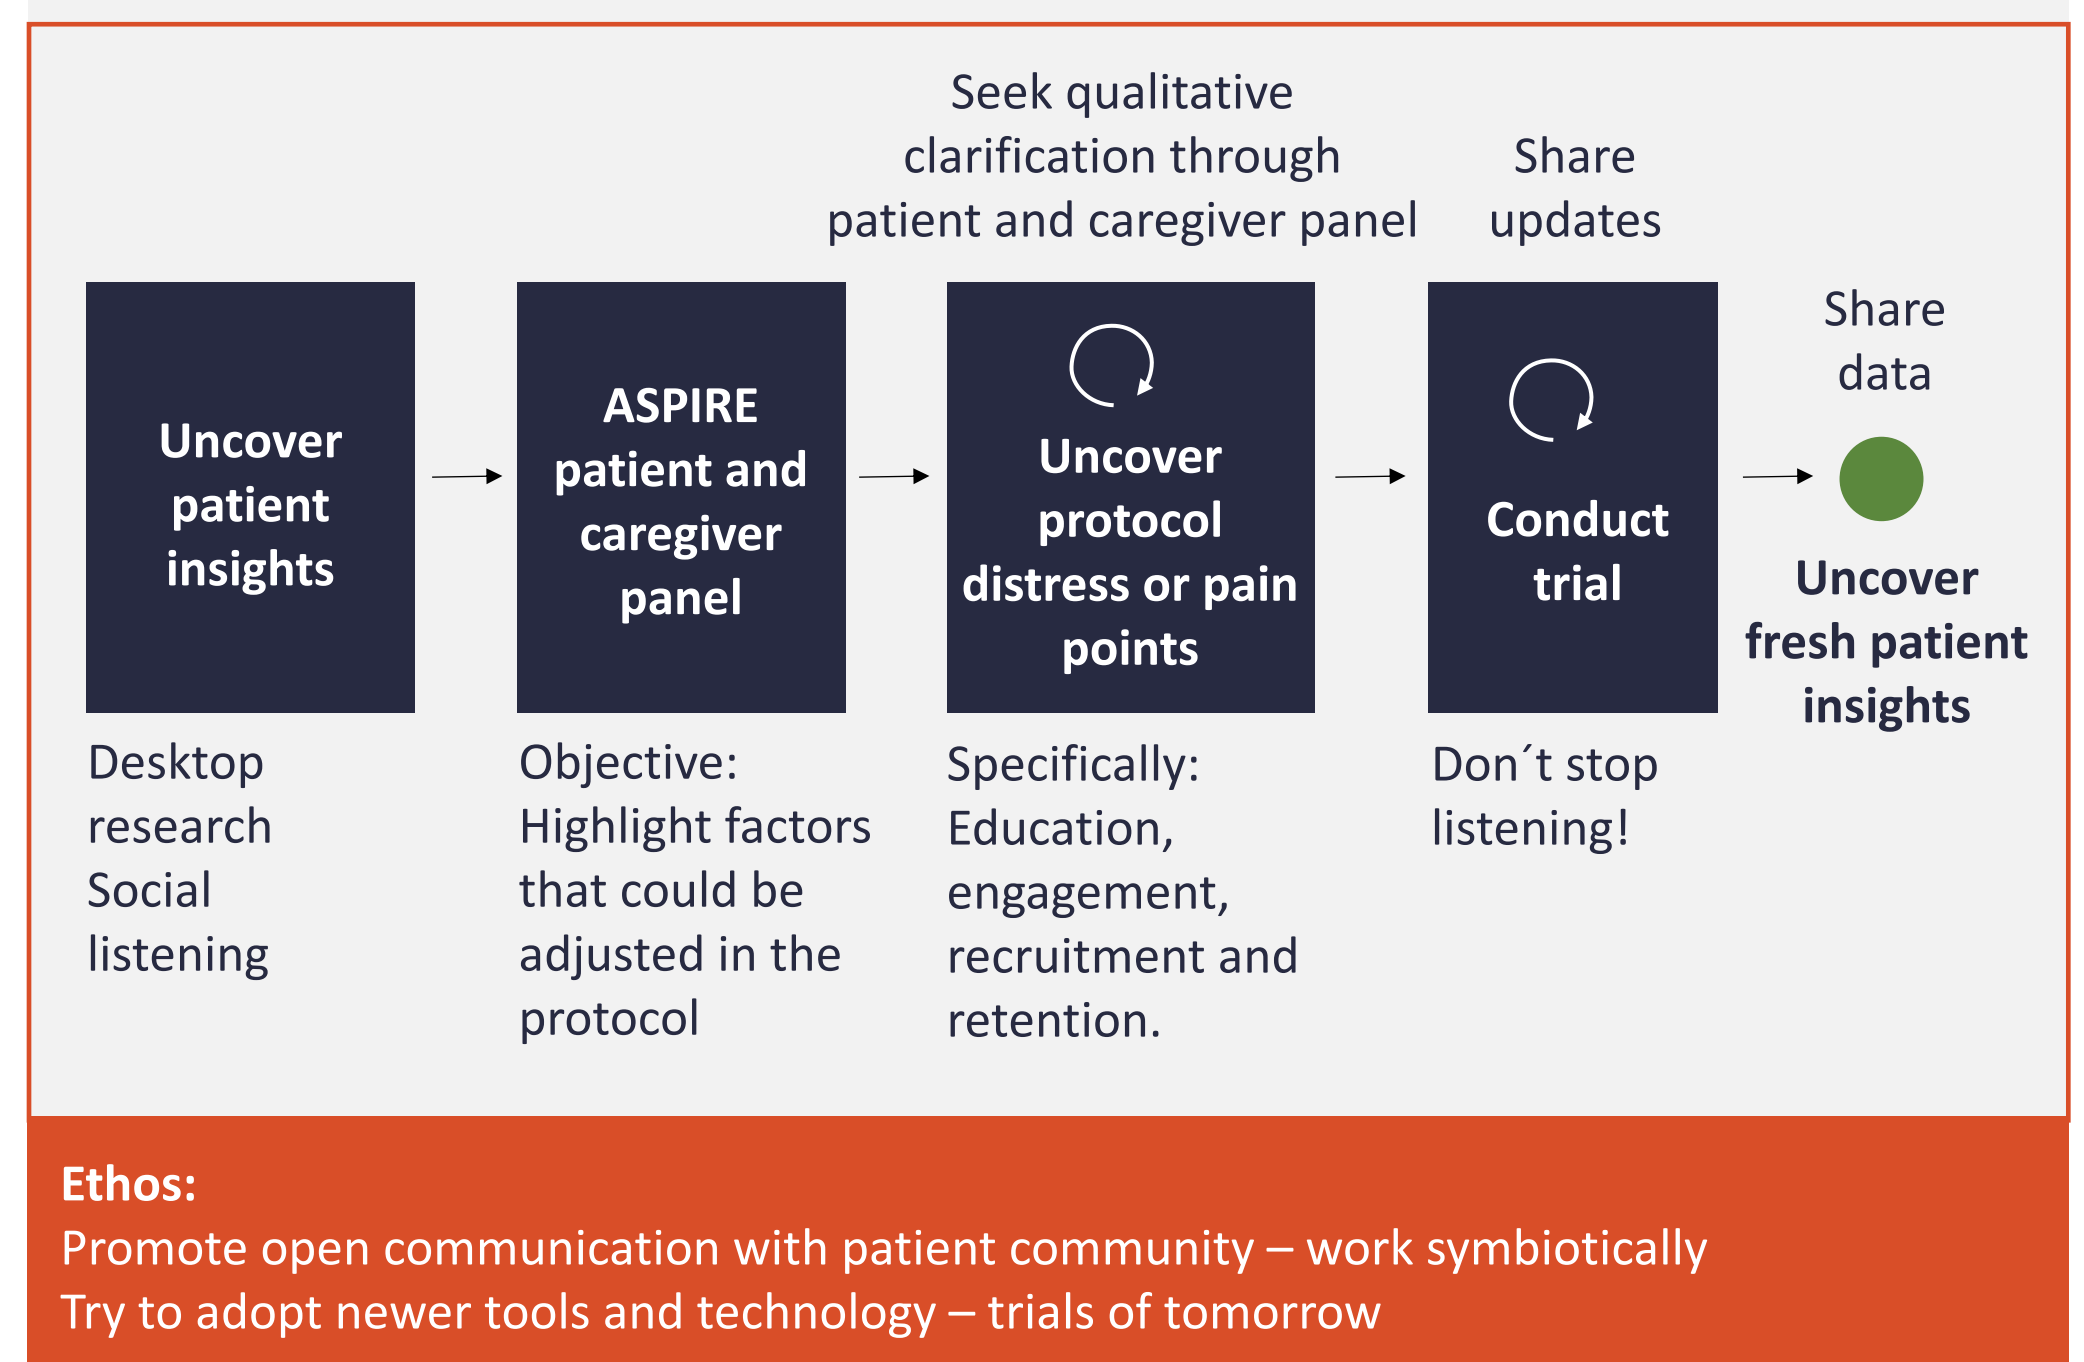 Seek qualitative
clarification through
patient and caregiver panel
Share
updates
Share
data
Uncover
patient
insights
ASPIRE
patient and
caregiver
panel
Uncover
protocol
distress or pain
points
Conduct
trial
Uncover
fresh patient
insights
Desktop
research
Social
listening
Objective:
Highlight factors
that could be
adjusted in the
protocol
Specifically:
Education,
engagement,
recruitment and
retention.
Don´t stop
listening!
Ethos:
Promote open communication with patient community – work symbiotically
Try to adopt newer tools and technology – trials of tomorrow